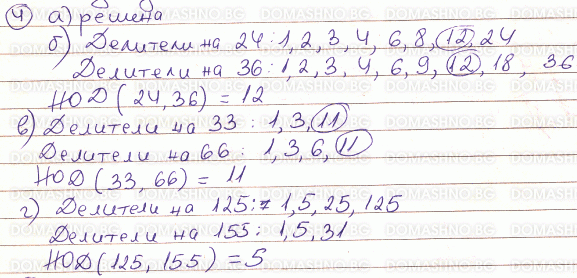 4) а) решена
б) Делители на 24: 1, 2, 3, 4, 6, 8, 12, 24
Делители на 36: 1, 2, 3, 4, 6, 9, 12, 18, 36
НОД (24, 36) = 12
в) Делители на 33 : 1, 3, 11
Делители на 66: 1, 3, 6, 11
НОД (33, 66) = 11
г) Делители на 125: 1, 5, 25, 125
Делители на 155: 1, 5, 31
НОД (125, 155) = 5